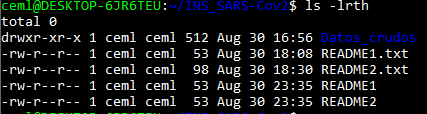 ceml@DESKTOP-6JR6TEU:~/INS_SARS-Cov2$ ls -lrth
total 0
drwxr-xr-x 1 ceml ceml 512 Aug 30 16:56 Datos_crudos
-rw-r--r-- 1 ceml ceml  53 Aug 30 18:08 README1.txt
-rw-r--r-- 1 ceml ceml  98 Aug 30 18:30 README2.txt
-rw-r--r-- 1 ceml ceml  53 Aug 30 23:35 README1
-rw-r--r-- 1 ceml ceml  53 Aug 30 23:35 README2